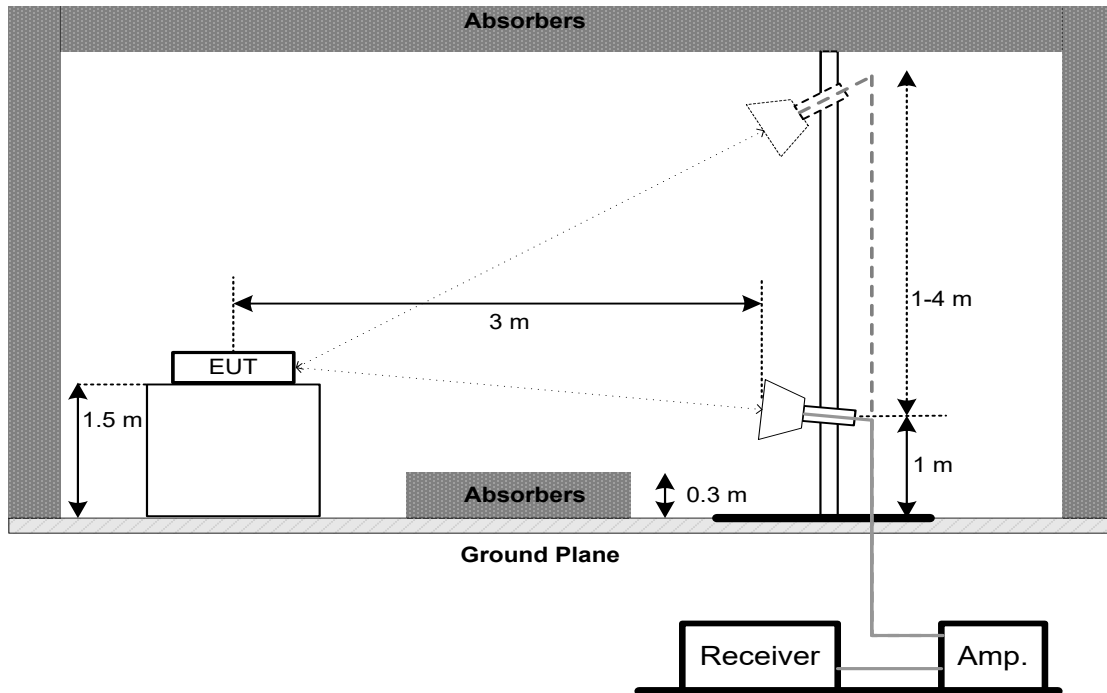 Absorbers
1-4 m
3 m
EUT
1.5 m
1 m
Absorbers
0.3 m
Ground Plane
Receiver
Amp.